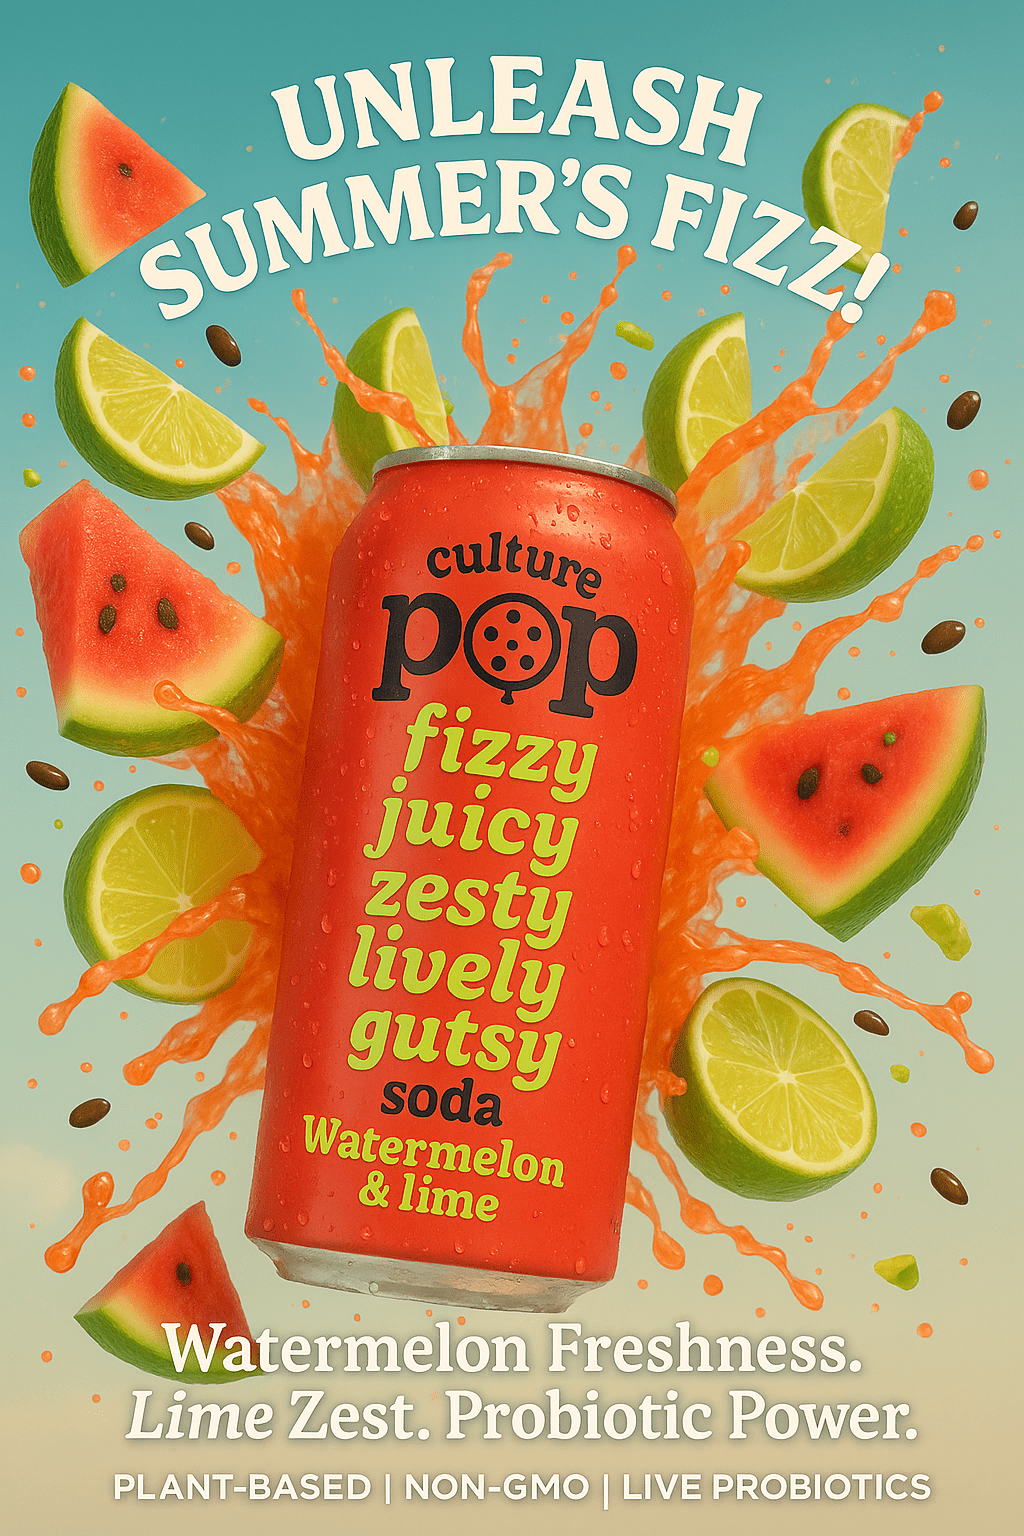 UNLEASH
SUMMER'S FIZZ!
culture
pop
fizzy
juicy
zesty
lively
gutsy
soda
Watermelon
& lime
Watermelon Freshness.
Lime Zest. Probiotic Power.
PLANT-BASED | NON-GMO | LIVE PROBIOTICS